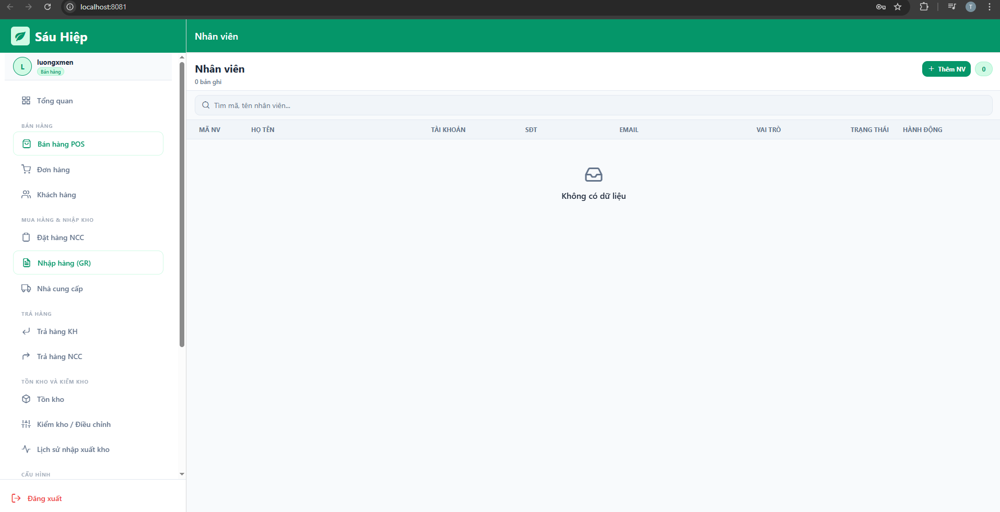 localhost:8081
T
Sáu Hiệp
Nhân viên
L
luongxmen
Bán hàng
Tổng quan
BÁN HÀNG
Bán hàng POS
Đơn hàng
Khách hàng
MUA HÀNG & NHẬP KHO
Đặt hàng NCC
Nhập hàng (GR)
Nhà cung cấp
TRẢ HÀNG
Trả hàng KH
Trả hàng NCC
TỒN KHO VÀ KIỂM KHO
Tồn kho
Kiểm kho / Điều chỉnh
Lịch sử nhập xuất kho
CẤU HÌNH
Đăng xuất
Nhân viên
0 bản ghi
+ Thêm NV
0
Tìm mã, tên nhân viên...
MÃ NV HỌ TÊN TÀI KHOẢN SĐT EMAIL VAI TRÒ TRẠNG THÁI HÀNH ĐỘNG
Không có dữ liệu